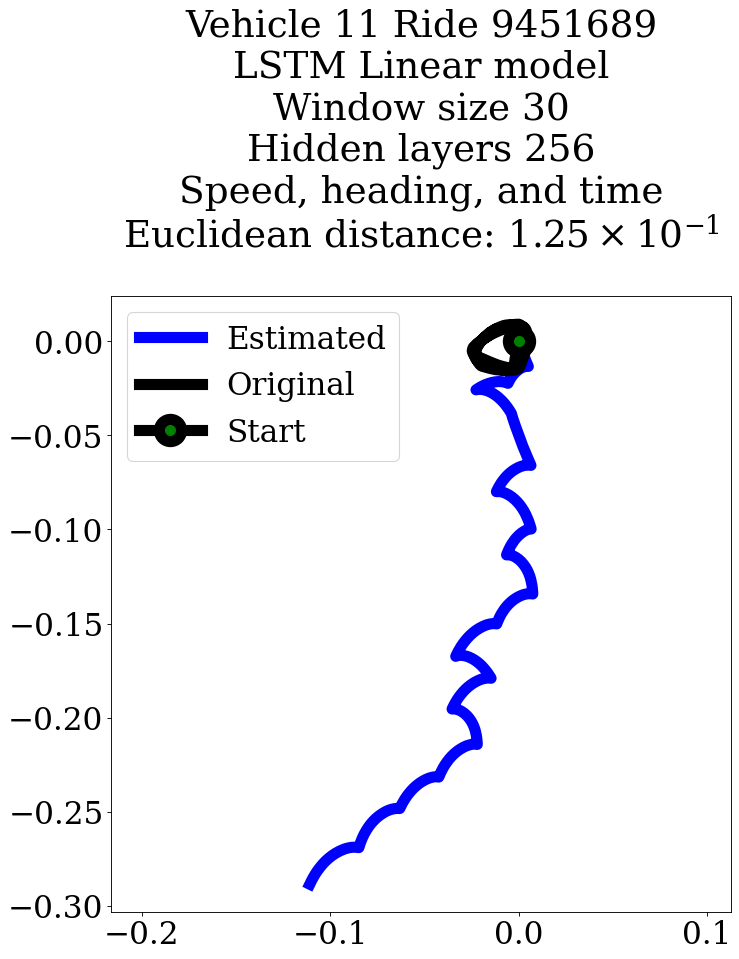 Vehicle 11 Ride 9451689
LSTM Linear model
Window size 30
Hidden layers 256
Speed, heading, and time
Euclidean distance: 1.25 × 10⁻¹
Estimated
Original
Start
0.00
−0.05
−0.10
−0.15
−0.20
−0.25
−0.30
−0.2 −0.1 0.0 0.1